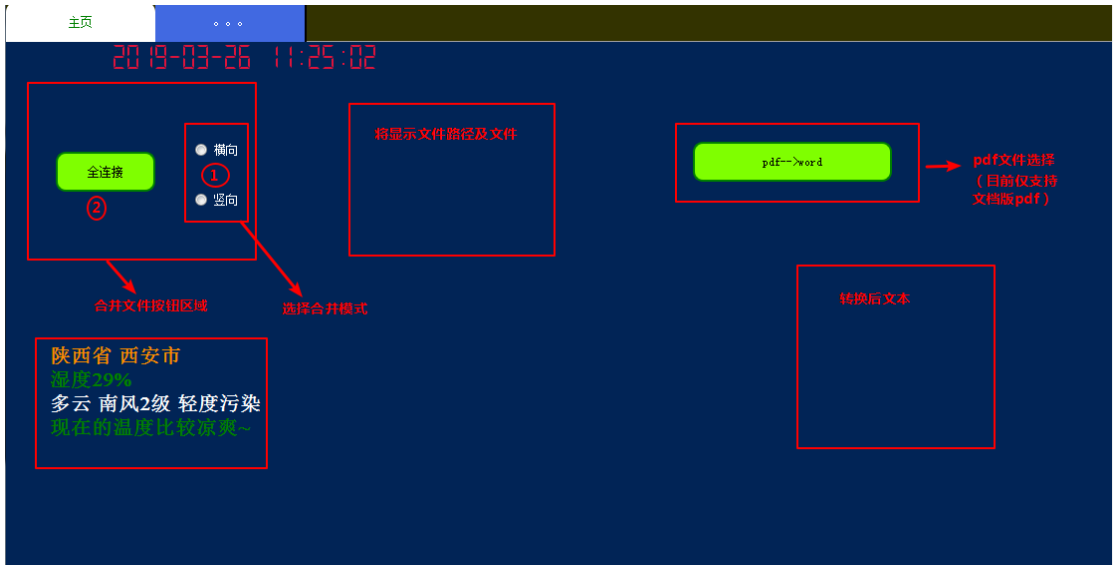 主页
。。。
2019-03-26 11:25:02
横向
①
竖向
全连接
②
将显示文件路径及文件
pdf-->word
pdf文件选择
（目前仅支持
文档版pdf）
合并文件按钮区域
选择合并模式
转换后文本
陕西省 西安市
湿度29%
多云 南风2级 轻度污染
现在的温度比较凉爽~